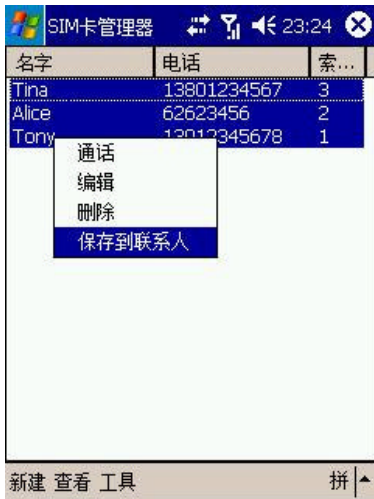 SIM卡管理器 23:24
名字 电话 索...
Tina 13801234567 3
Alice 62623456 2
Tony 13012345678 1
通话
编辑
删除
保存到联系人
新建 查看 工具 拼